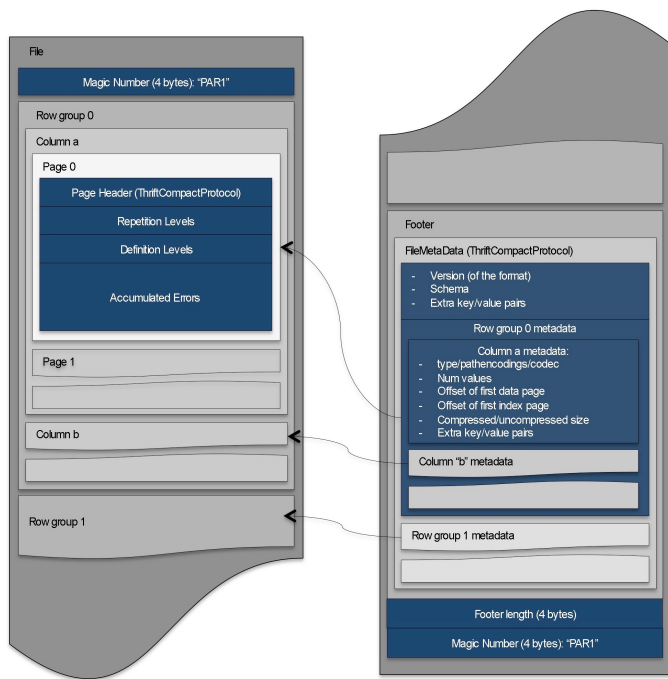 File
Magic Number (4 bytes): “PAR1”
Row group 0
Column a
Page 0
Page Header (ThriftCompactProtocol)
Repetition Levels
Definition Levels
Accumulated Errors
Page 1
Column b
Row group 1
Footer
FileMetaData (ThriftCompactProtocol)
- Version (of the format)
- Schema
- Extra key/value pairs
Row group 0 metadata
Column a metadata:
- type/pathencodings/codec
- Num values
- Offset of first data page
- Offset of first index page
- Compressed/uncompressed size
- Extra key/value pairs
Column “b” metadata
Row group 1 metadata
Footer length (4 bytes)
Magic Number (4 bytes): “PAR1”